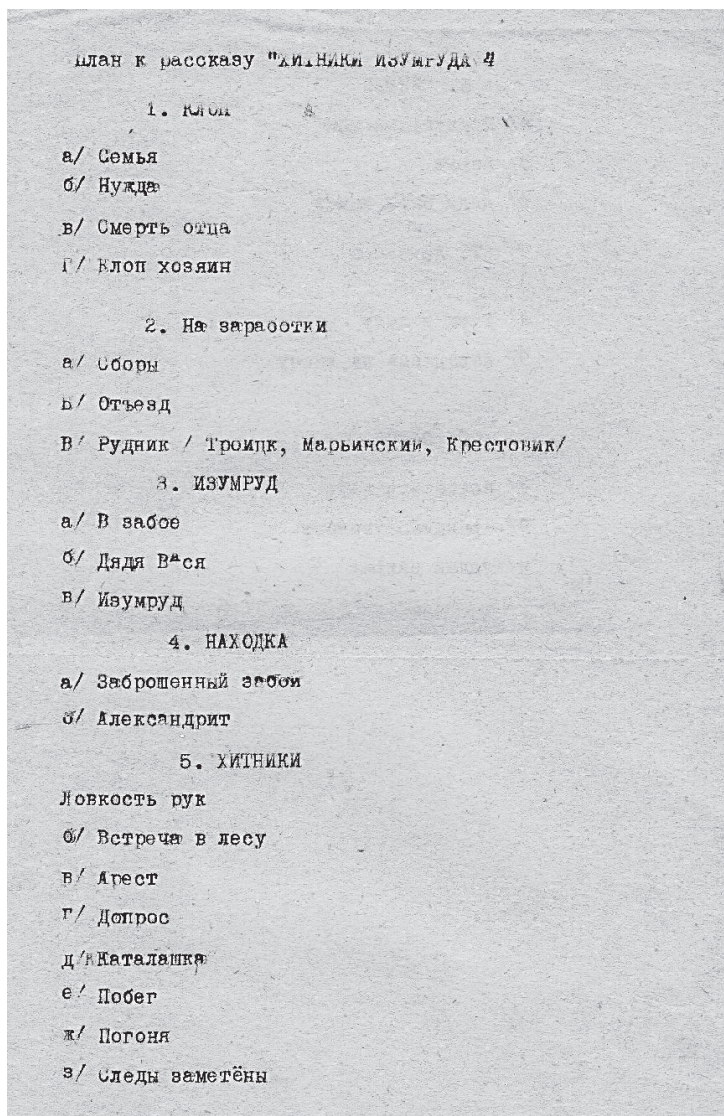 План к рассказу "ХИТНИКИ ИЗУМРУДА 4
1. Клоп
а/ Семья
б/ Нужда
в/ Смерть отца
г/ Клоп хозяин
2. На заработки
а/ Сборы
Б/ Отъезд
В/ Рудник / Троицк, Марьинский, Крестовик/
3. ИЗУМРУД
а/ В забое
б/ Дядя Вася
в/ Изумруд
4. НАХОДКА
а/ Заброшенный забой
б/ Александрит
5. ХИТНИКИ
Ловкость рук
б/ Встреча в лесу
в/ Арест
г/ Допрос
д/ Каталашка
е/ Побег
ж/ Погоня
з/ Следы заметёны